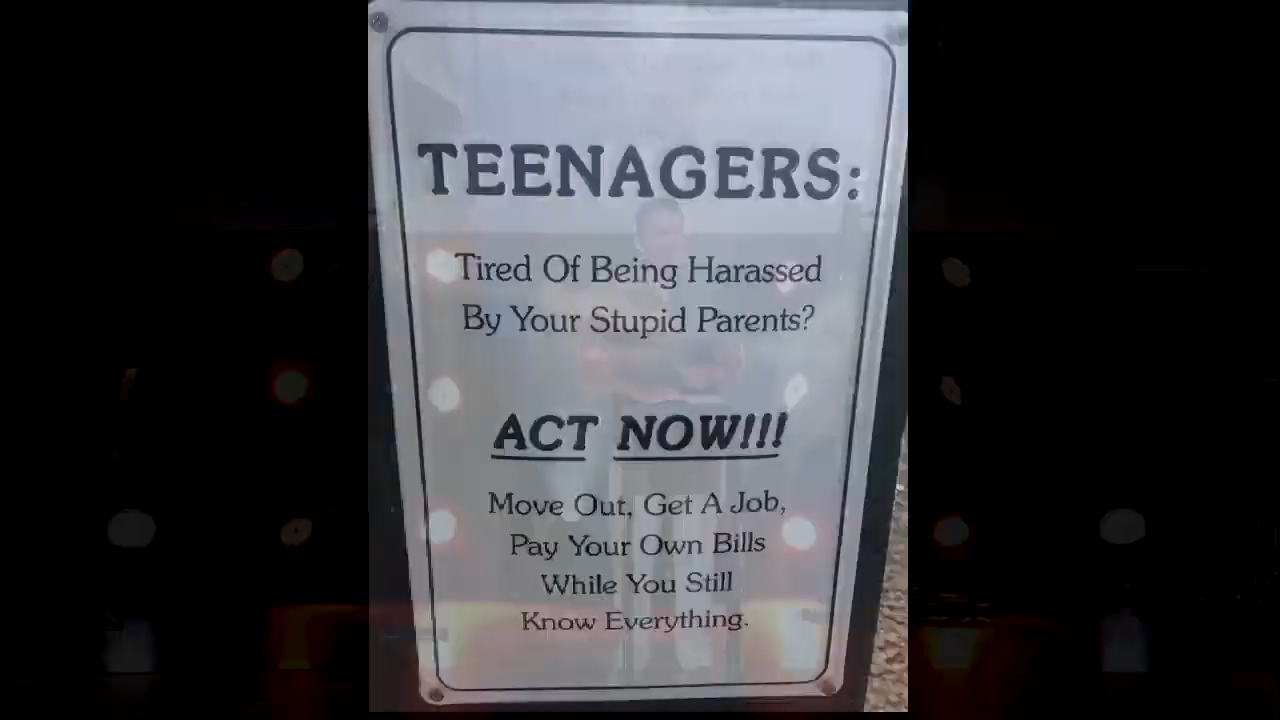 TEENAGERS:
Tired Of Being Harassed
By Your Stupid Parents?
ACT NOW!!!
Move Out, Get A Job,
Pay Your Own Bills
While You Still
Know Everything.